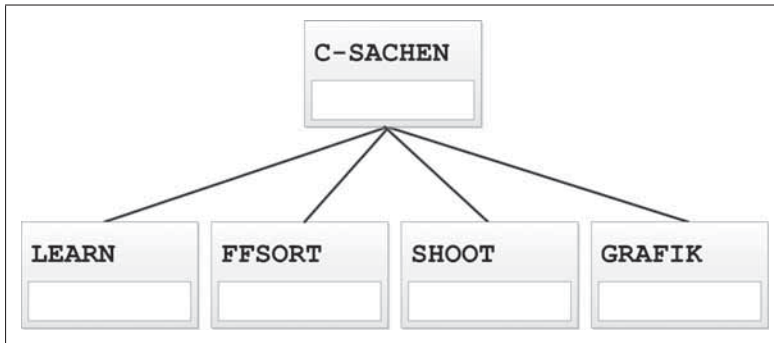 C-SACHEN
LEARN
FFSORT
SHOOT
GRAFIK